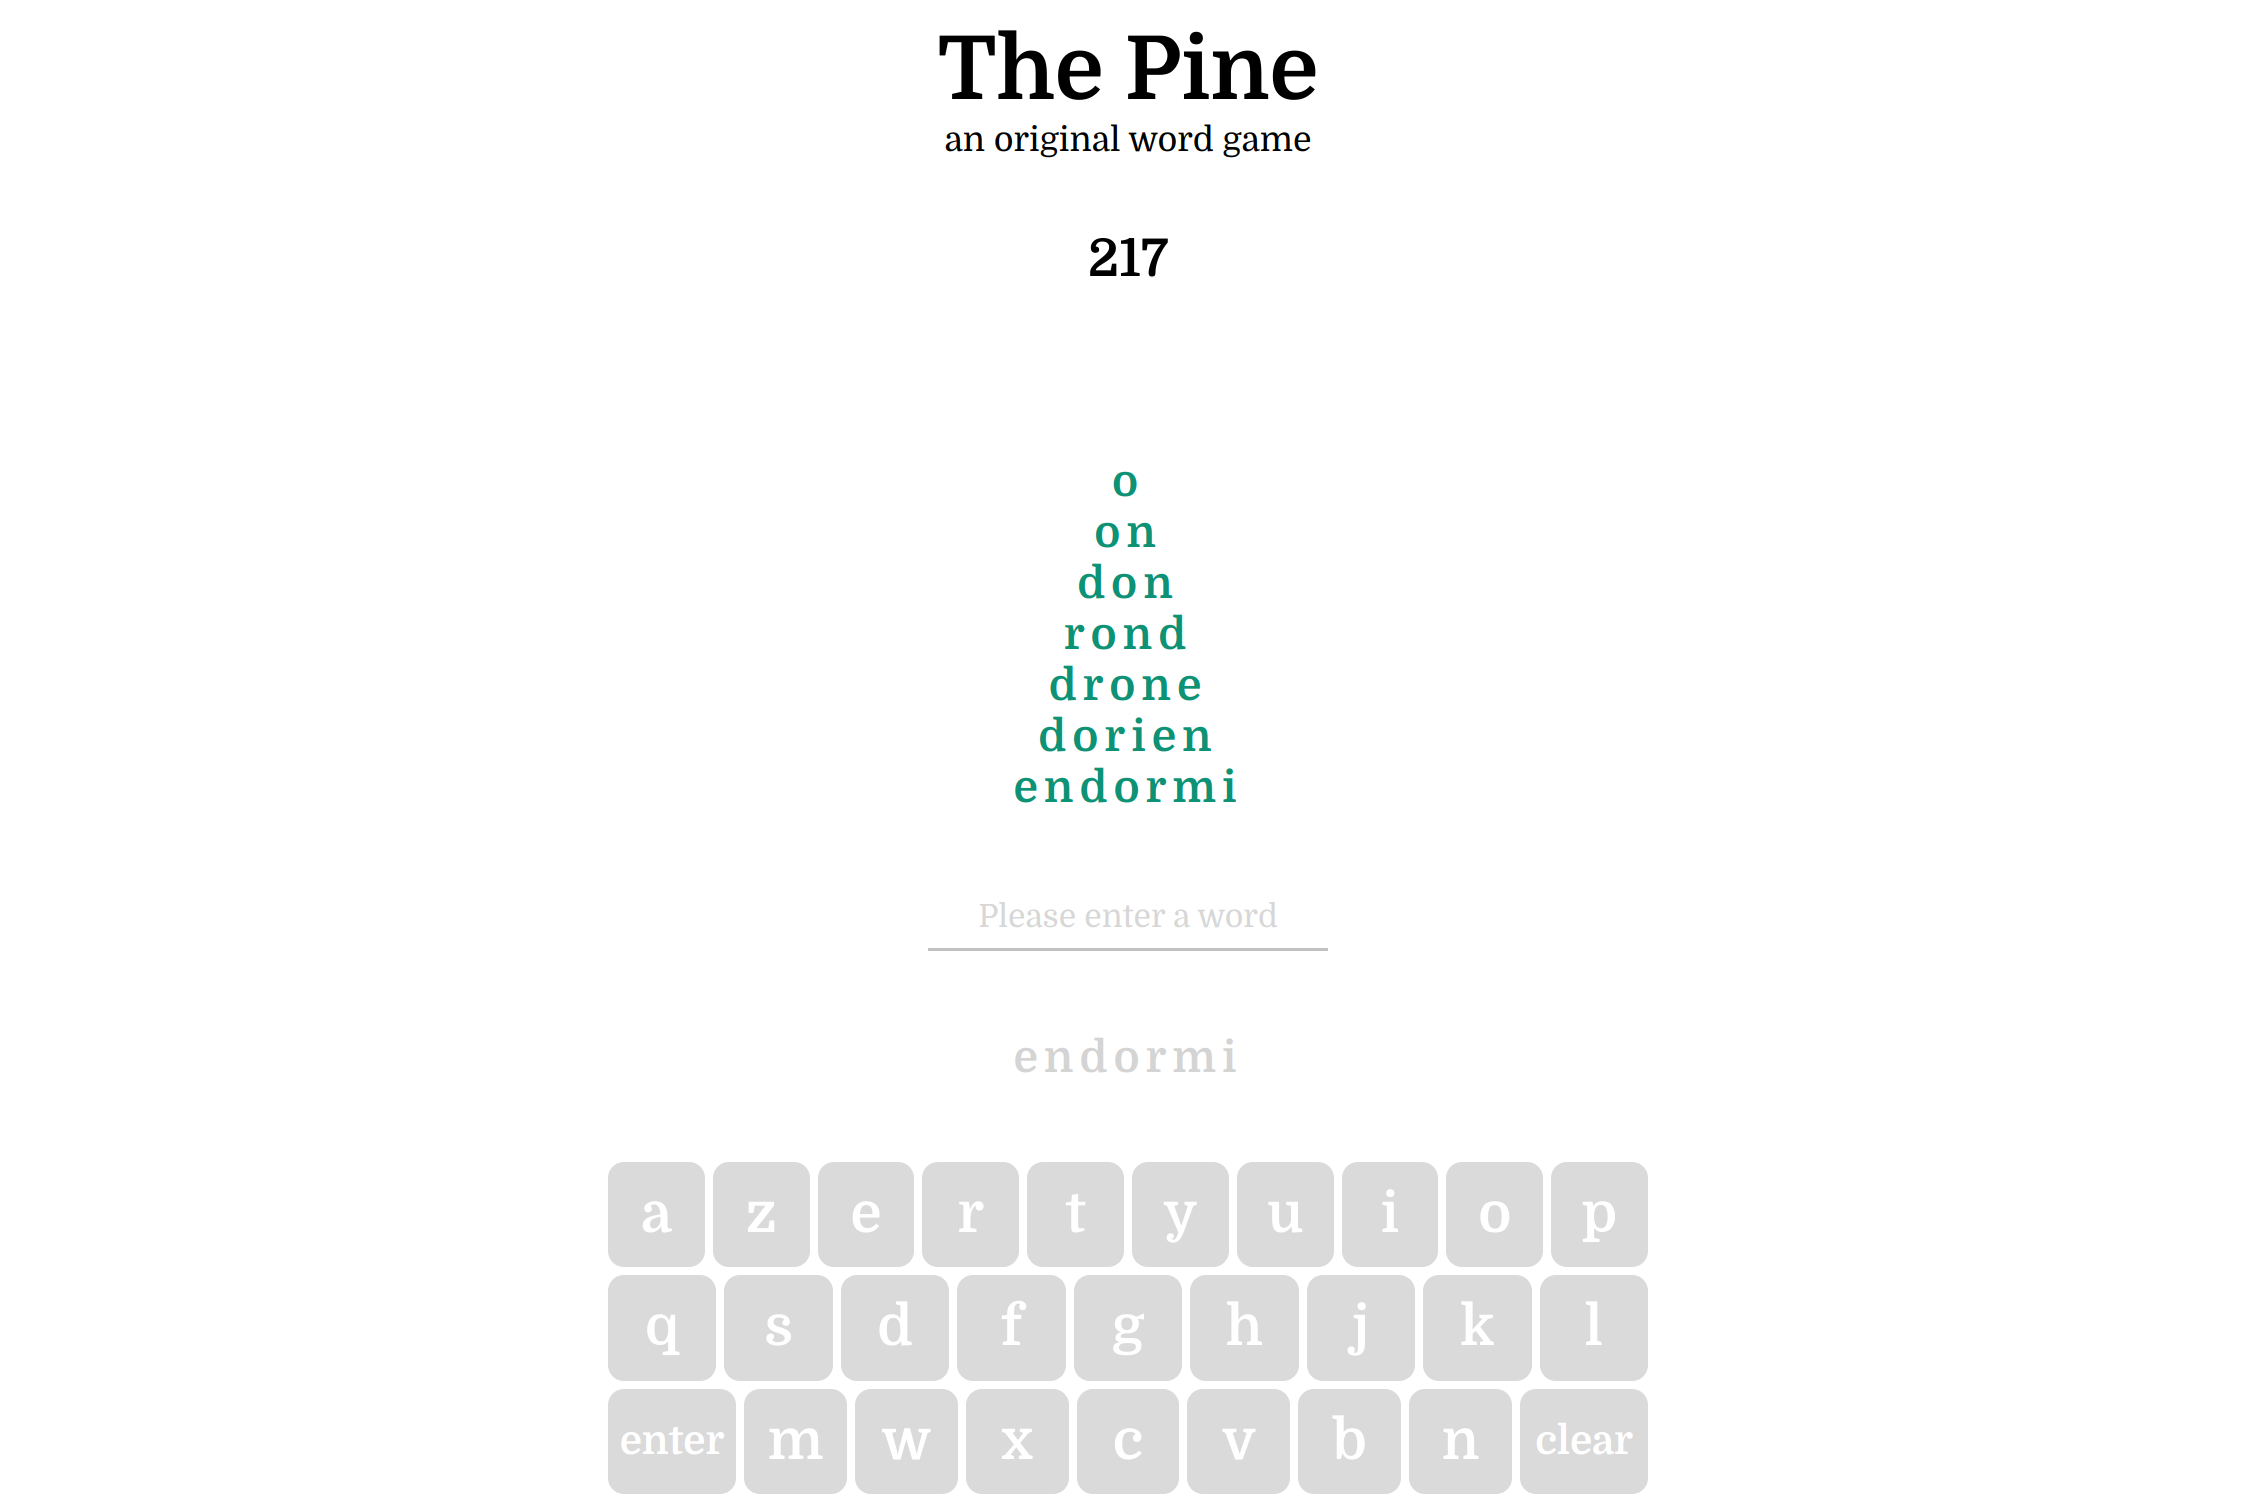 The Pine
an original word game
217
o
on
don
rond
drone
dorien
endormi
Please enter a word
endormi
a z e r t y u i o p
q s d f g h j k l
enter m w x c v b n clear